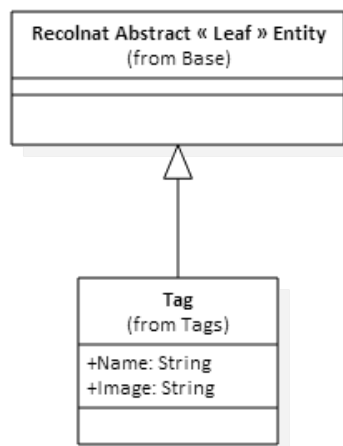 Recolnat Abstract « Leaf » Entity
(from Base)
Tag
(from Tags)
+Name: String
+Image: String